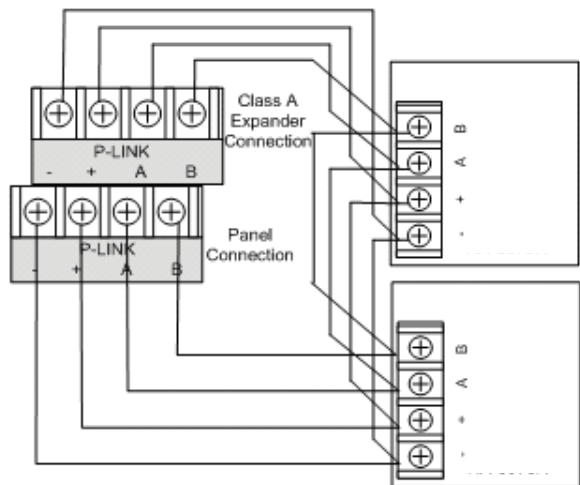 Class A
Expander
Connection
P-LINK
- + A B
Panel
Connection
P-LINK
- + A B
B
A
+
-
B
A
+
-